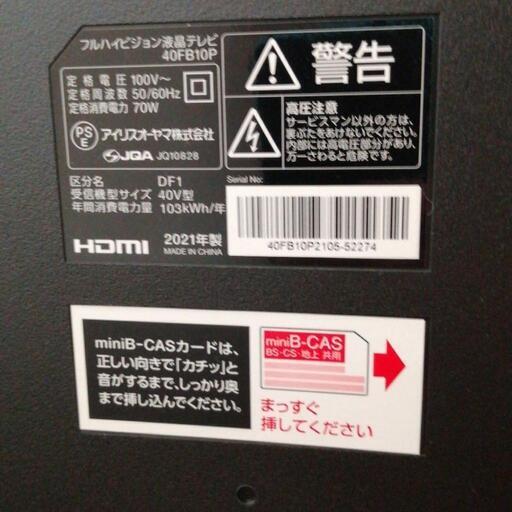 フルハイビジョン液晶テレビ
40FB10P
定格電圧 100V～
定格周波数 50/60Hz
定格消費電力 70W
PS
E
アイリスオーヤマ株式会社
JQA JQ10828
区分名 DF1
受信機型サイズ 40V型
年間消費電力量 103kWh/年
HDMI
2021年製
MADE IN CHINA
警告
高圧注意
サービスマン以外の方は、
裏ぶたをあけないでください。
内部には高電圧部分があり、
万一さわると危険です。
Serial No:
40FB10P2105-52274
miniB-CASカードは、
正しい向きで「カチッ」と
音がするまで、しっかり奥
まで挿し込んでください。
miniB-CAS
BS・CS・地上 共用
まっすぐ
挿してください